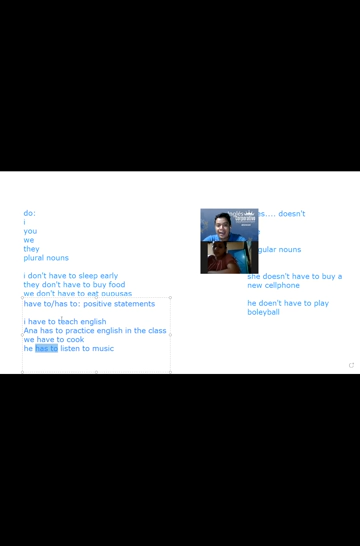 do:
i
you
we
they
plural nouns
i don't have to sleep early
they don't have to buy food
we don't have to eat pupusas
have to/has to: positive statements
i have to teach english
Ana has to practice english in the class
we have to cook
he has to listen to music
doesn't
nouns
she doesn't have to buy a
new cellphone
he doesn't have to play
boleyball